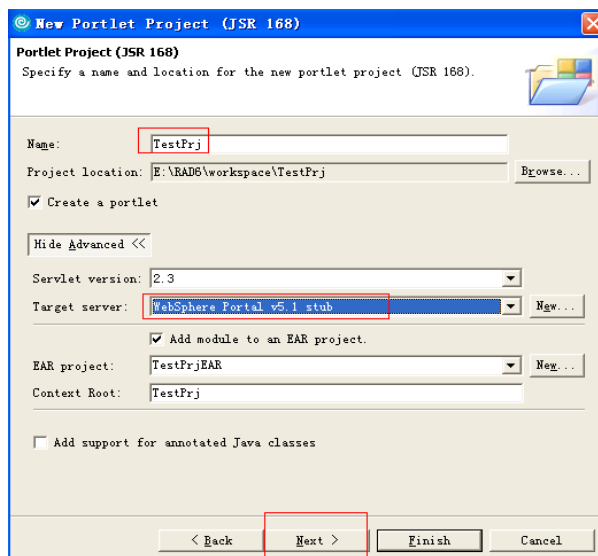 New Portlet Project (JSR 168)
Portlet Project (JSR 168)
Specify a name and location for the new portlet project (JSR 168).
Name: TestPrj
Project location: E:\RAD6\workspace\TestPrj Browse...
Create a portlet
Hide Advanced <<
Servlet version: 2.3
Target server: WebSphere Portal v5.1 stub New...
Add module to an EAR project.
EAR project: TestPrjEAR New...
Context Root: TestPrj
Add support for annotated Java classes
< Back Next > Finish Cancel